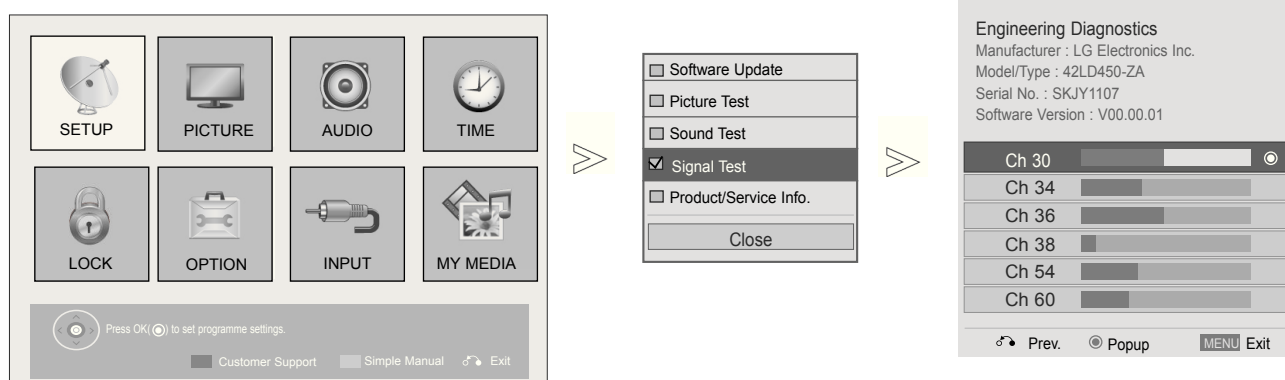 SETUP
PICTURE
AUDIO
TIME
LOCK
OPTION
INPUT
MY MEDIA
Press OK(◉) to set programme settings.
Customer Support Simple Manual Exit
Software Update
Picture Test
Sound Test
Signal Test
Product/Service Info.
Close
Engineering Diagnostics
Manufacturer : LG Electronics Inc.
Model/Type : 42LD450-ZA
Serial No. : SKJY1107
Software Version : V00.00.01
Ch 30
Ch 34
Ch 36
Ch 38
Ch 54
Ch 60
Prev. Popup MENU Exit